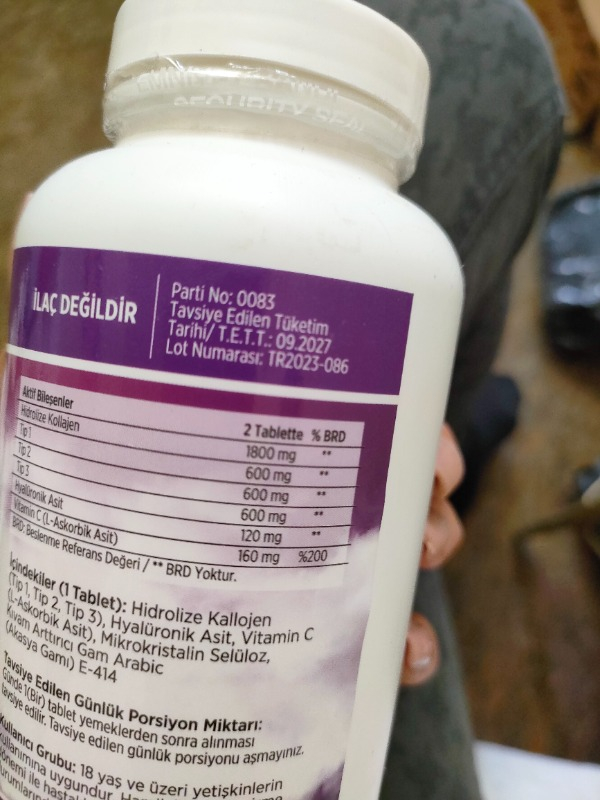 SECURITY SEAL
İLAÇ DEĞİLDİR
Parti No: 0083
Tavsiye Edilen Tüketim
Tarihi/ T.E.T.T.: 09.2027
Lot Numarası: TR2023-086
Aktif Bileşenler 2 Tablette % BRD
Hidrolize Kollajen 1800 mg **
Tip 1 600 mg **
Tip 2 600 mg **
Tip 3 600 mg **
Hyalüronik Asit 120 mg **
Vitamin C (L-Askorbik Asit) 160 mg %200
BRD: Beslenme Referans Değeri / ** BRD Yoktur.
İçindekiler (1 Tablet): Hidrolize Kallojen
(Tip 1, Tip 2, Tip 3), Hyalüronik Asit, Vitamin C
(L-Askorbik Asit), Mikrokristalin Selüloz,
Kıvam Arttırıcı Gam Arabic
(Akasya Gamı) E-414
Tavsiye Edilen Günlük Porsiyon Miktarı:
Günde 1(Bir) tablet yemeklerden sonra alınması
tavsiye edilir. Tavsiye edilen günlük porsiyonu aşmayınız.
Kullanıcı Grubu: 18 yaş ve üzeri yetişkinlerin
kullanımına uygundur.